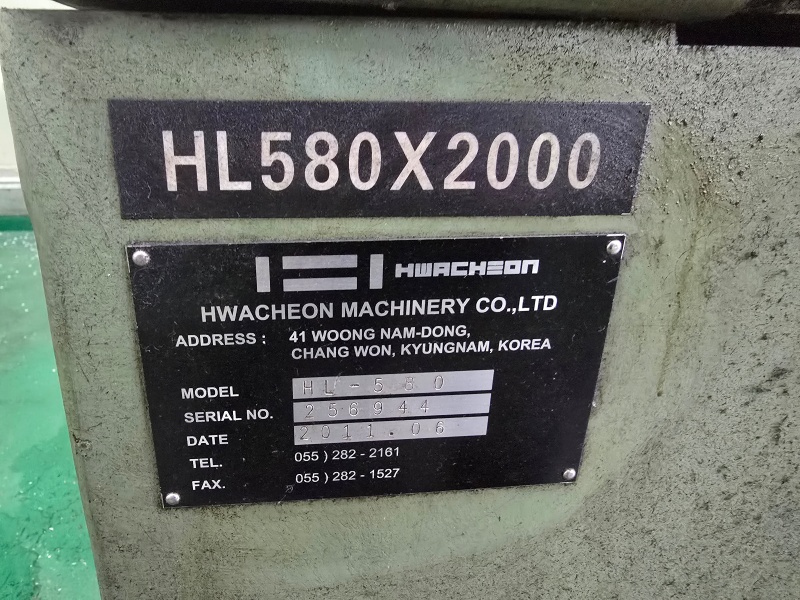 HL580X2000
HWACHEON
HWACHEON MACHINERY CO.,LTD
ADDRESS : 41 WOONG NAM-DONG,
CHANG WON, KYUNGNAM, KOREA
MODEL HL-580
SERIAL NO. 256944
DATE 2011.06
TEL. 055 ) 282 - 2161
FAX. 055 ) 282 - 1527